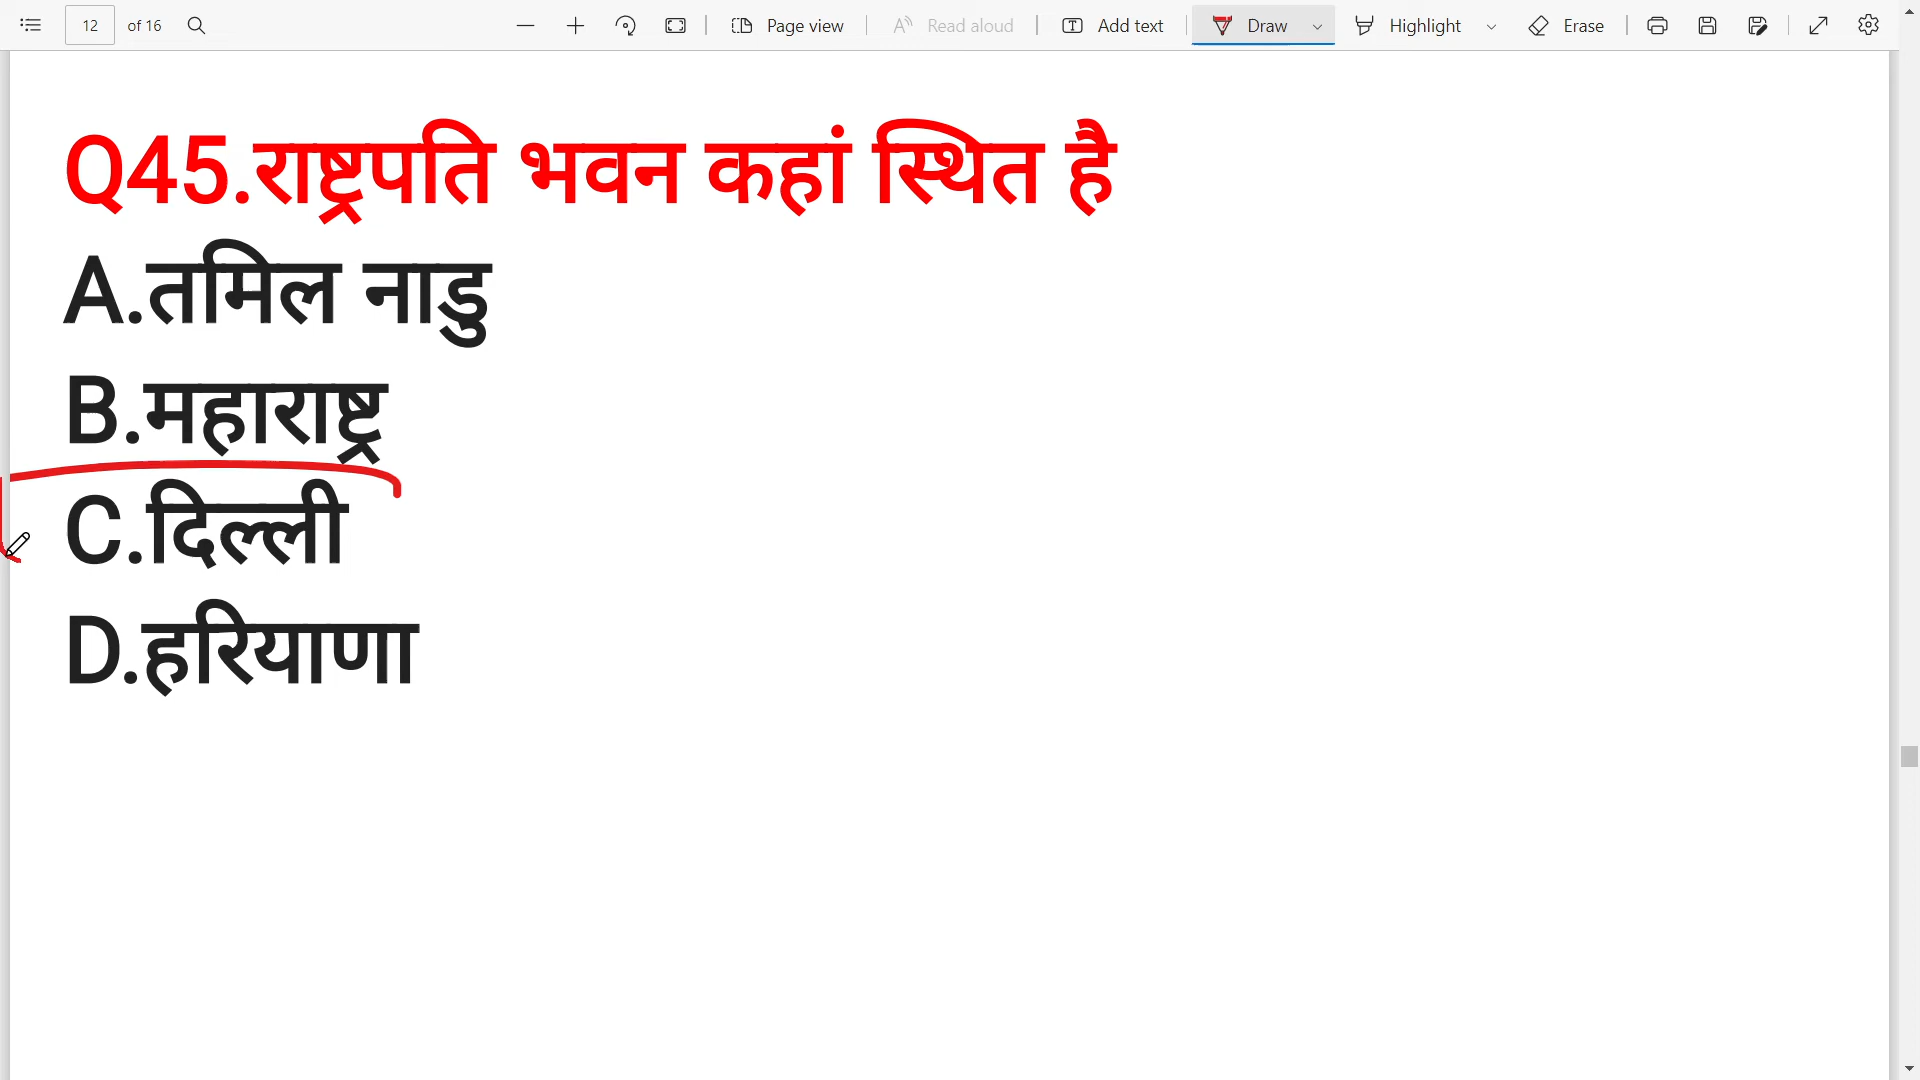 12 of 16 Page view Read aloud Add text Draw Highlight Erase
Q45.राष्ट्रपति भवन कहां स्थित है
A.तमिल नाडु
B.महाराष्ट्र
C.दिल्ली
D.हरियाणा